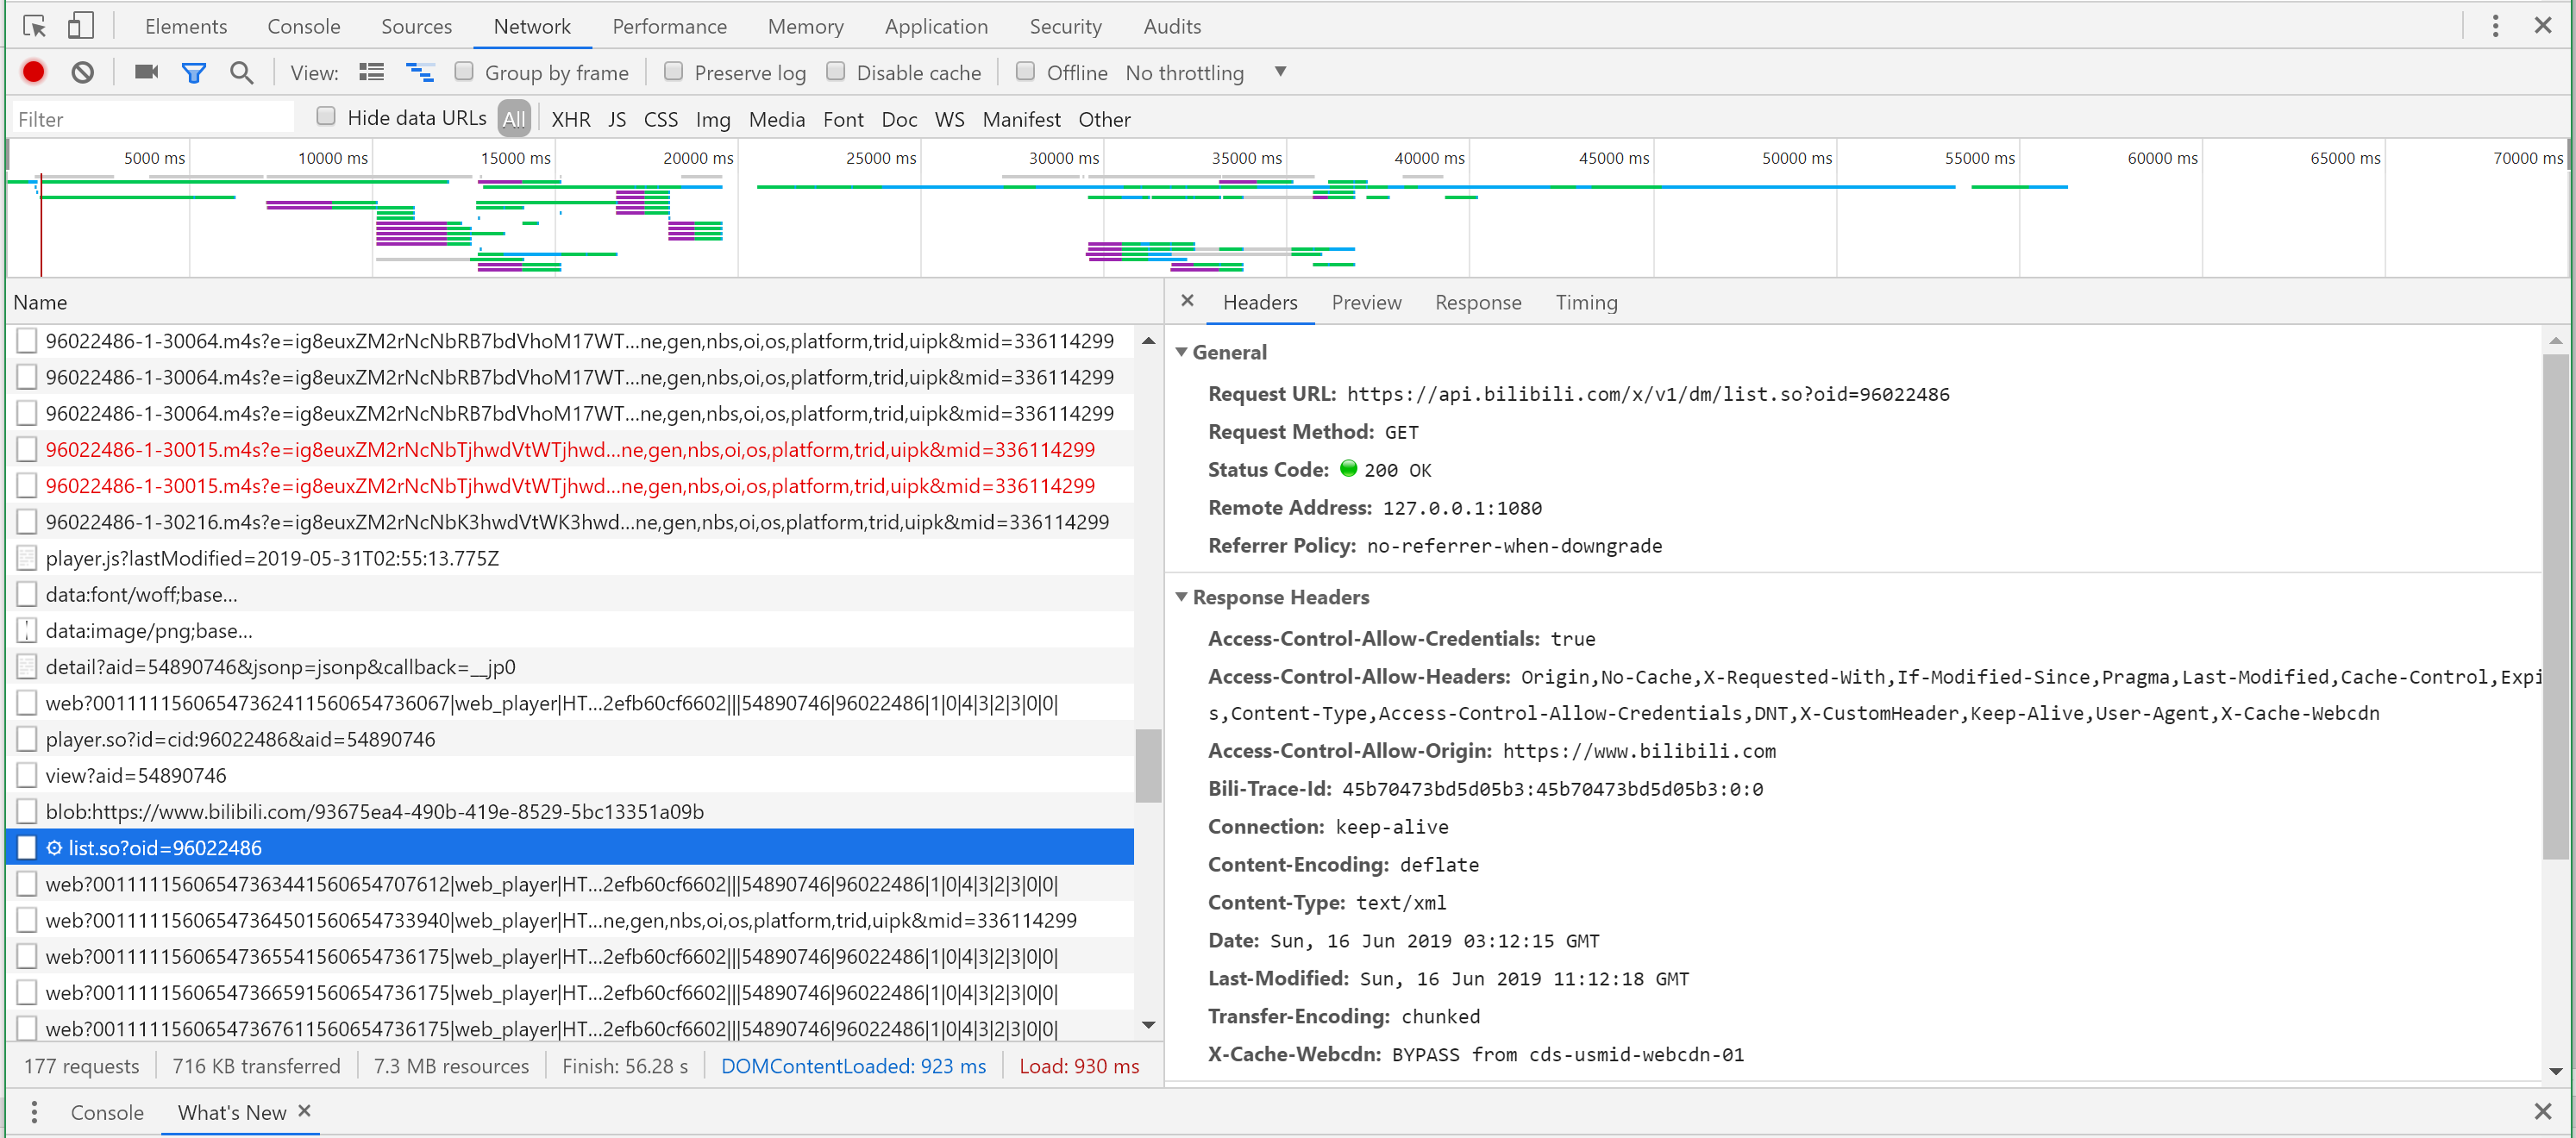 Elements Console Sources Network Performance Memory Application Security Audits
View: Group by frame Preserve log Disable cache Offline No throttling
Filter Hide data URLs All XHR JS CSS Img Media Font Doc WS Manifest Other
5000 ms 10000 ms 15000 ms 20000 ms 25000 ms 30000 ms 35000 ms 40000 ms 45000 ms 50000 ms 55000 ms 60000 ms 65000 ms 70000 ms
Name
96022486-1-30064.m4s?e=ig8euxZM2rNcNbRB7bdVhoM17WT...ne,gen,nbs,oi,os,platform,trid,uipk&mid=336114299
96022486-1-30064.m4s?e=ig8euxZM2rNcNbRB7bdVhoM17WT...ne,gen,nbs,oi,os,platform,trid,uipk&mid=336114299
96022486-1-30064.m4s?e=ig8euxZM2rNcNbRB7bdVhoM17WT...ne,gen,nbs,oi,os,platform,trid,uipk&mid=336114299
96022486-1-30015.m4s?e=ig8euxZM2rNcNbTjhwdVtWTjhwd...ne,gen,nbs,oi,os,platform,trid,uipk&mid=336114299
96022486-1-30015.m4s?e=ig8euxZM2rNcNbTjhwdVtWTjhwd...ne,gen,nbs,oi,os,platform,trid,uipk&mid=336114299
96022486-1-30216.m4s?e=ig8euxZM2rNcNbK3hwdVtWK3hwd...ne,gen,nbs,oi,os,platform,trid,uipk&mid=336114299
player.js?lastModified=2019-05-31T02:55:13.775Z
data:font/woff;base...
data:image/png;base...
detail?aid=54890746&jsonp=jsonp&callback=__jp0
web?0011111560654736241​1560654736067|web_player|HT...2efb60cf6602|||54890746|96022486|1|0|4|3|2|3|0|0|
player.so?id=cid:96022486&aid=54890746
view?aid=54890746
blob:https://www.bilibili.com/93675ea4-490b-419e-8529-5bc13351a09b
list.so?oid=96022486
web?0011111560654736344​1560654707612|web_player|HT...2efb60cf6602|||54890746|96022486|1|0|4|3|2|3|0|0|
web?0011111560654736450​1560654733940|web_player|HT...ne,gen,nbs,oi,os,platform,trid,uipk&mid=336114299
web?0011111560654736554​1560654736175|web_player|HT...2efb60cf6602|||54890746|96022486|1|0|4|3|2|3|0|0|
web?0011111560654736659​1560654736175|web_player|HT...2efb60cf6602|||54890746|96022486|1|0|4|3|2|3|0|0|
web?0011111560654736761​1560654736175|web_player|HT...2efb60cf6602|||54890746|96022486|1|0|4|3|2|3|0|0|
177 requests 716 KB transferred 7.3 MB resources Finish: 56.28 s DOMContentLoaded: 923 ms Load: 930 ms
Headers Preview Response Timing
General
Request URL: https://api.bilibili.com/x/v1/dm/list.so?oid=96022486
Request Method: GET
Status Code: 200 OK
Remote Address: 127.0.0.1:1080
Referrer Policy: no-referrer-when-downgrade
Response Headers
Access-Control-Allow-Credentials: true
Access-Control-Allow-Headers: Origin,No-Cache,X-Requested-With,If-Modified-Since,Pragma,Last-Modified,Cache-Control,Expi
s,Content-Type,Access-Control-Allow-Credentials,DNT,X-CustomHeader,Keep-Alive,User-Agent,X-Cache-Webcdn
Access-Control-Allow-Origin: https://www.bilibili.com
Bili-Trace-Id: 45b70473bd5d05b3:45b70473bd5d05b3:0:0
Connection: keep-alive
Content-Encoding: deflate
Content-Type: text/xml
Date: Sun, 16 Jun 2019 03:12:15 GMT
Last-Modified: Sun, 16 Jun 2019 11:12:18 GMT
Transfer-Encoding: chunked
X-Cache-Webcdn: BYPASS from cds-usmid-webcdn-01
Console What's New